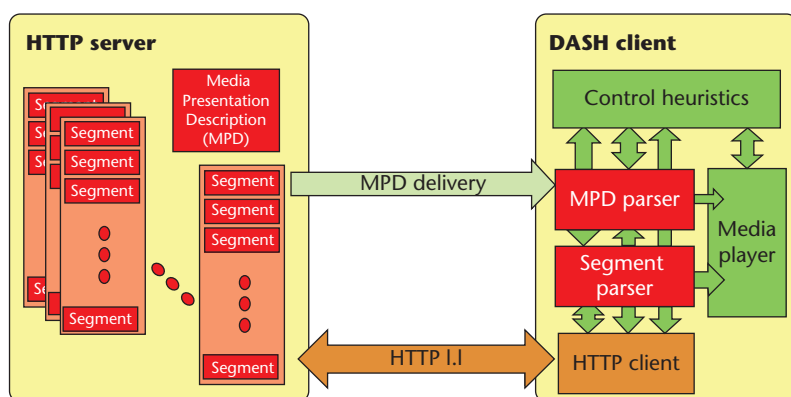 HTTP server
Media
Presentation
Description
(MPD)
Segment
Segment
Segment
Segment
Segment
Segment
Segment
Segment
Segment
Segment
MPD delivery
HTTP l.l
DASH client
Control heuristics
MPD parser
Media
player
Segment
parser
HTTP client